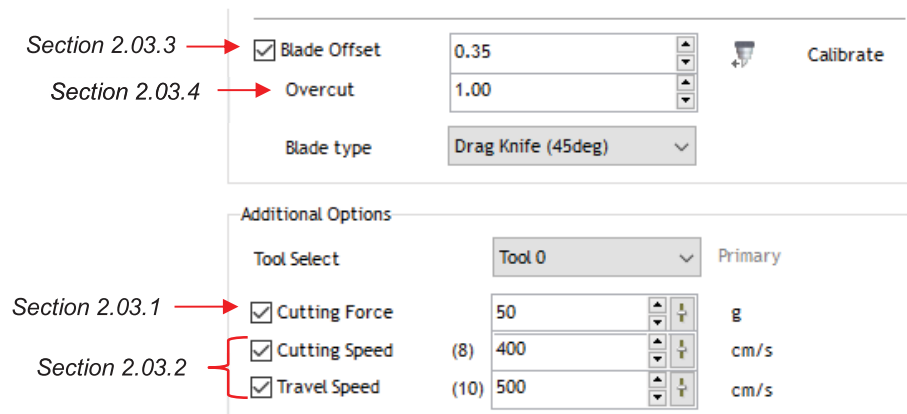 Section 2.03.3 Blade Offset 0.35 Calibrate
Section 2.03.4 Overcut 1.00
Blade type Drag Knife (45deg)
Additional Options
Tool Select Tool 0 Primary
Section 2.03.1 Cutting Force 50 g
Section 2.03.2 Cutting Speed (8) 400 cm/s
Travel Speed (10) 500 cm/s